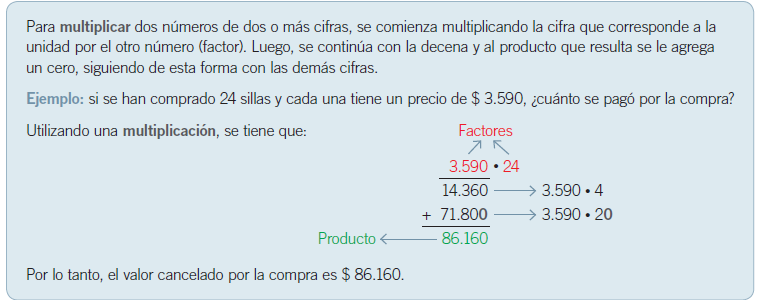 Para multiplicar dos números de dos o más cifras, se comienza multiplicando la cifra que corresponde a la
unidad por el otro número (factor). Luego, se continúa con la decena y al producto que resulta se le agrega
un cero, siguiendo de esta forma con las demás cifras.
Ejemplo: si se han comprado 24 sillas y cada una tiene un precio de $ 3.590, ¿cuánto se pagó por la compra?
Utilizando una multiplicación, se tiene que:	Factores
3.590 • 24
14.360 → 3.590 • 4
+ 71.800 → 3.590 • 20
Producto ← 86.160
Por lo tanto, el valor cancelado por la compra es $ 86.160.